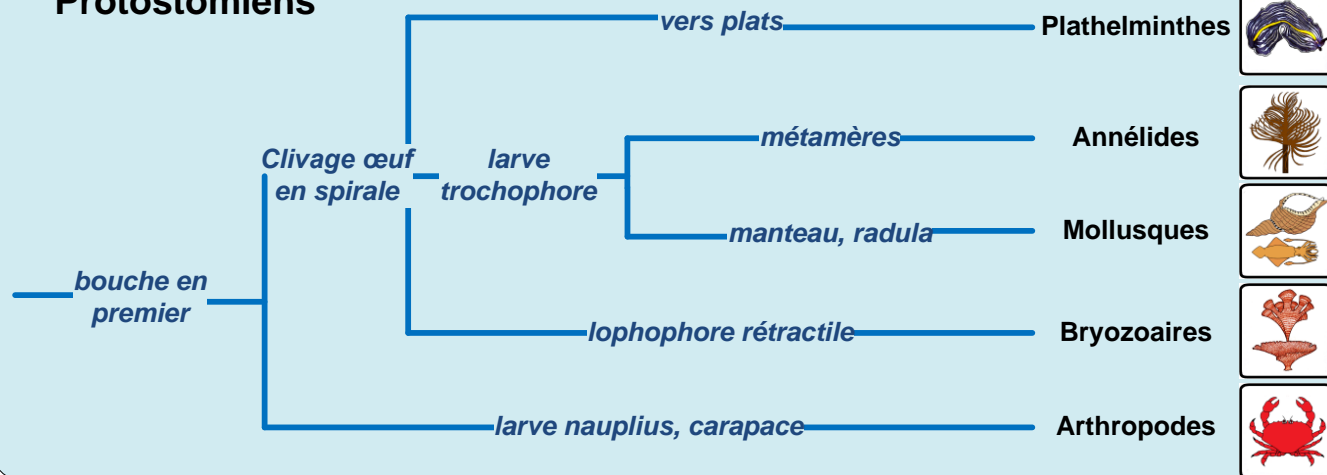 Protostomiens
vers plats
Plathelminthes
métamères
Annélides
Clivage œuf
en spirale
larve
trochophore
manteau, radula
Mollusques
bouche en
premier
lophophore rétractile
Bryozoaires
larve nauplius, carapace
Arthropodes